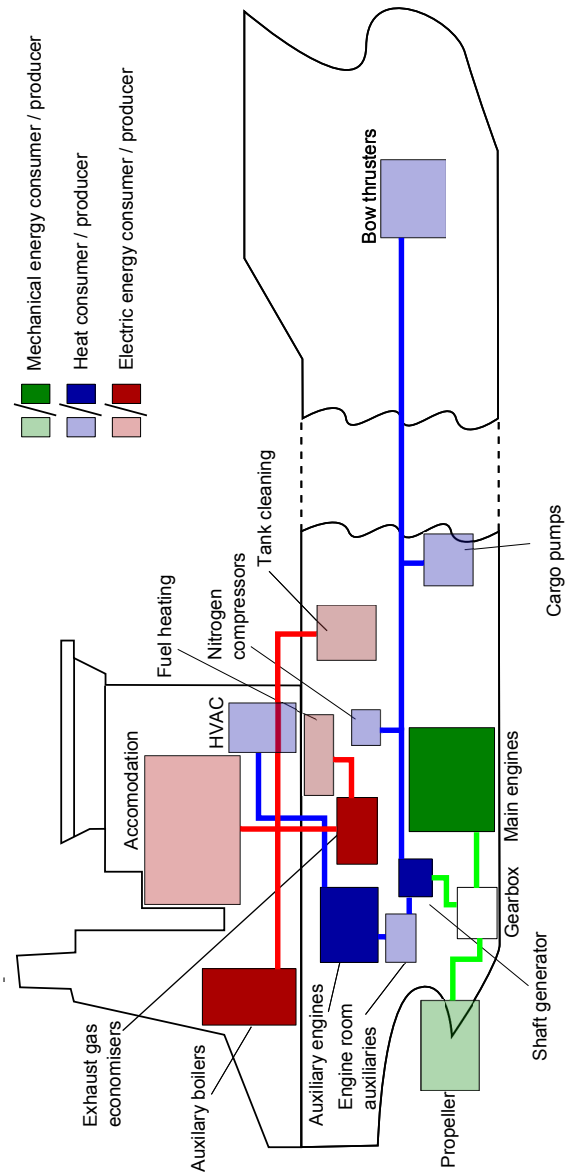 Mechanical energy consumer / producer
Heat consumer / producer
Electric energy consumer / producer
Exhaust gas
economisers
Auxilary boilers
Accomodation
Fuel heating
HVAC
Nitrogen
compressors
Tank cleaning
Bow thrusters
Auxiliary engines
Engine room
auxiliaries
Propeller
Shaft generator
Gearbox
Main engines
Cargo pumps